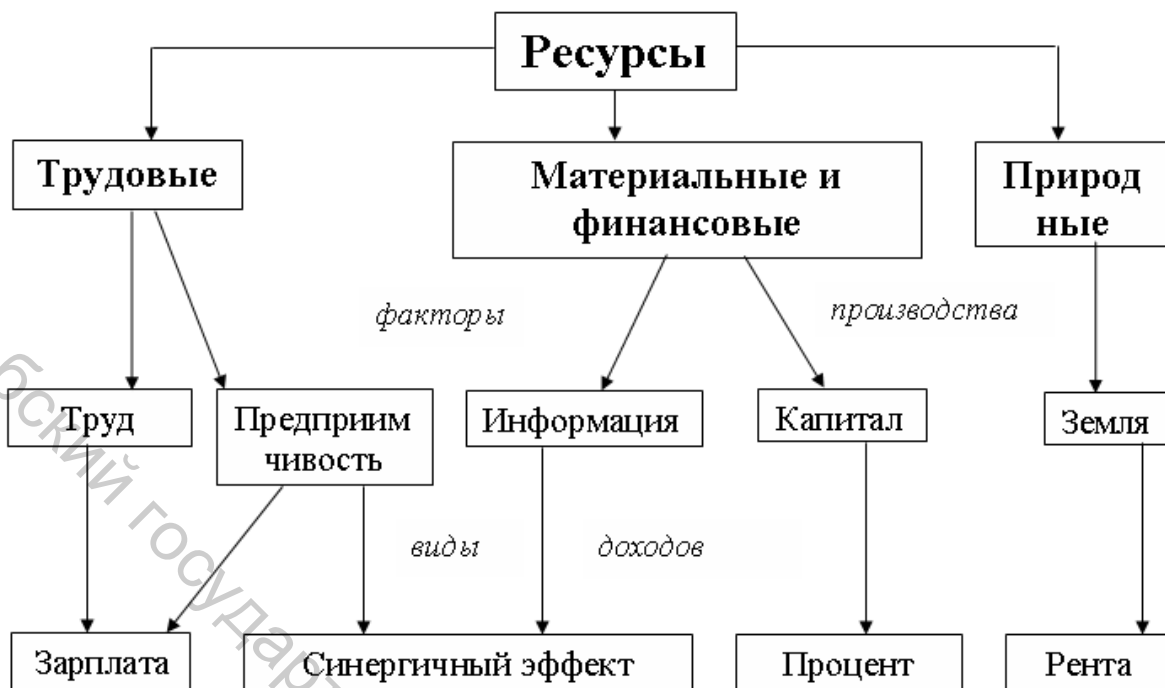 Ресурсы
Трудовые
Материальные и
финансовые
Природ
ные
факторы
производства
Труд
Предприим
чивость
Информация
Капитал
Земля
виды
доходов
Зарплата
Синергичный эффект
Процент
Рента